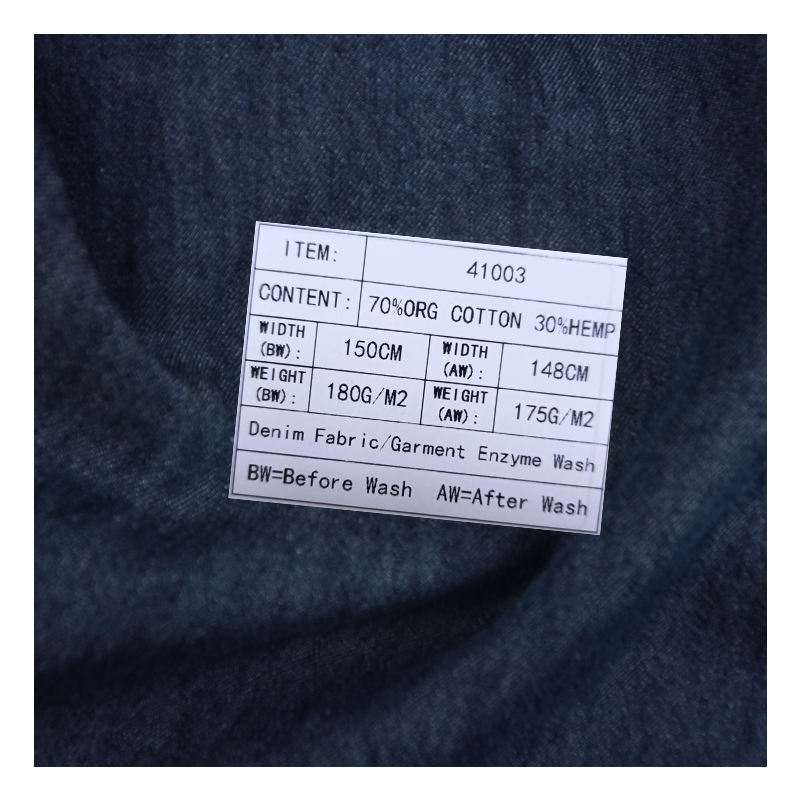 ITEM: 41003
CONTENT: 70%ORG COTTON 30%HEMP
WIDTH (BW): 150CM WIDTH (AW): 148CM
WEIGHT (BW): 180G/M2 WEIGHT (AW): 175G/M2
Denim Fabric/Garment Enzyme Wash
BW=Before Wash AW=After Wash